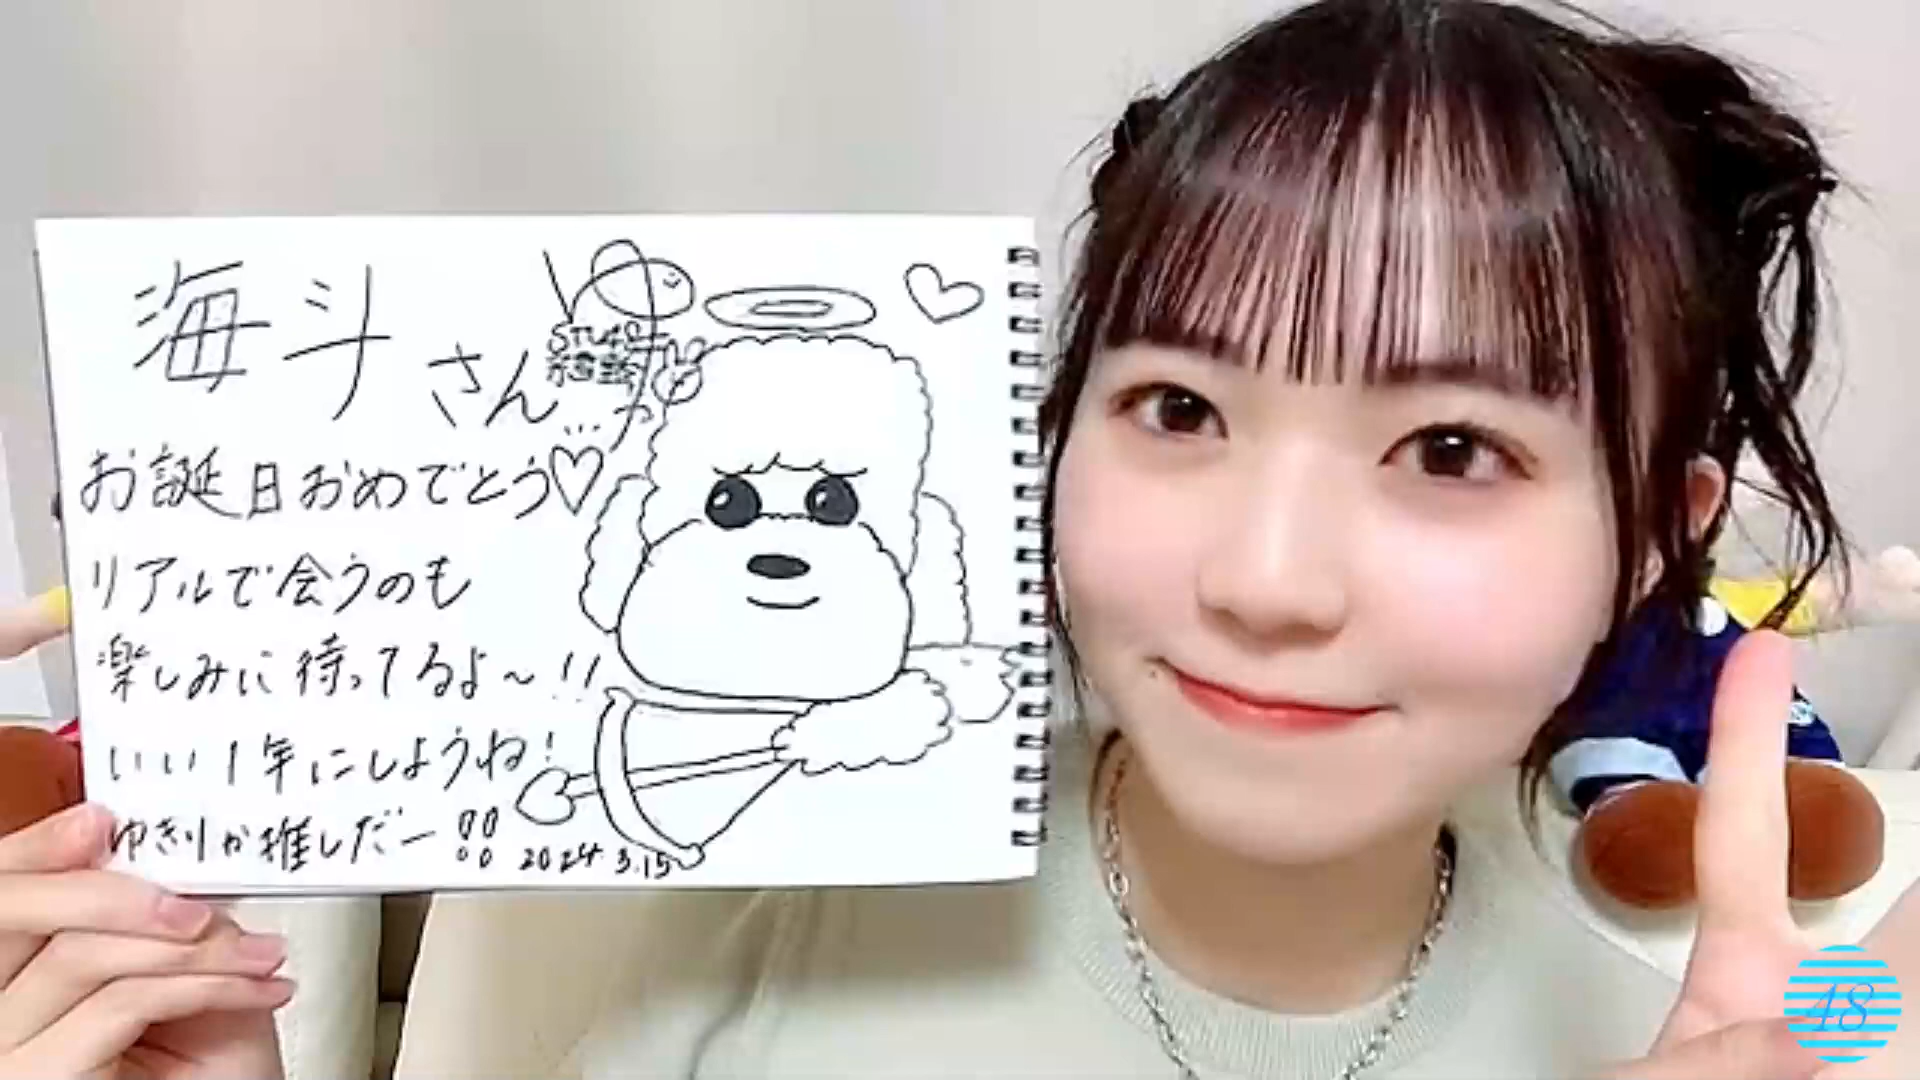 海斗さん…
お誕生日おめでとう♡
リアルで会うのも
楽しみに待ってるよ〜!!
いい1年にしようね!
ゆきりか推しだー!!
2024.3.15
STU48
48